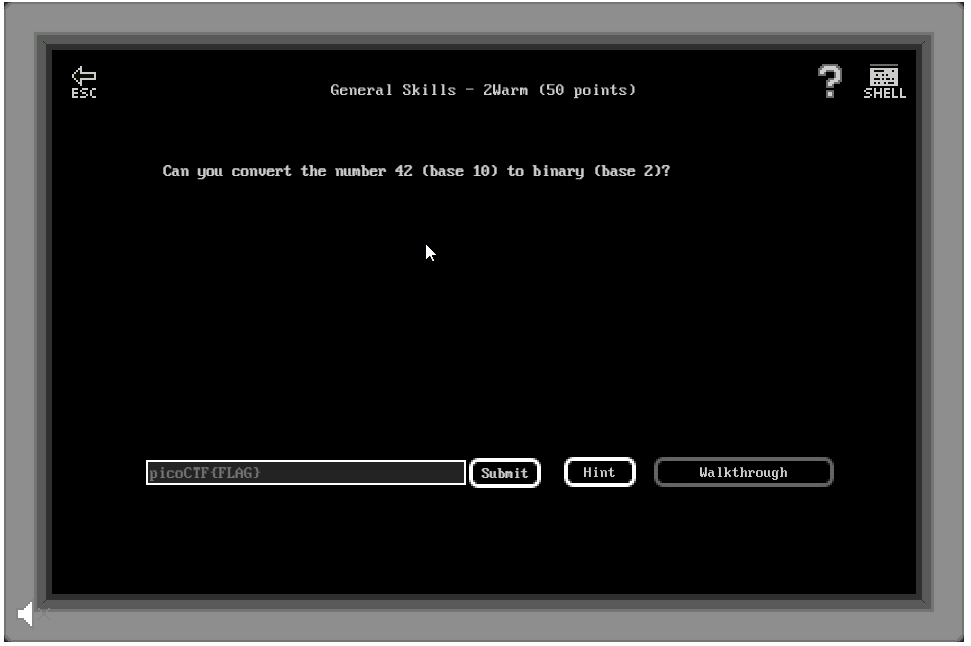 ESC
General Skills - 2Warm (50 points)
?
SHELL
Can you convert the number 42 (base 10) to binary (base 2)?
picoCTF{FLAG}
Submit
Hint
Walkthrough